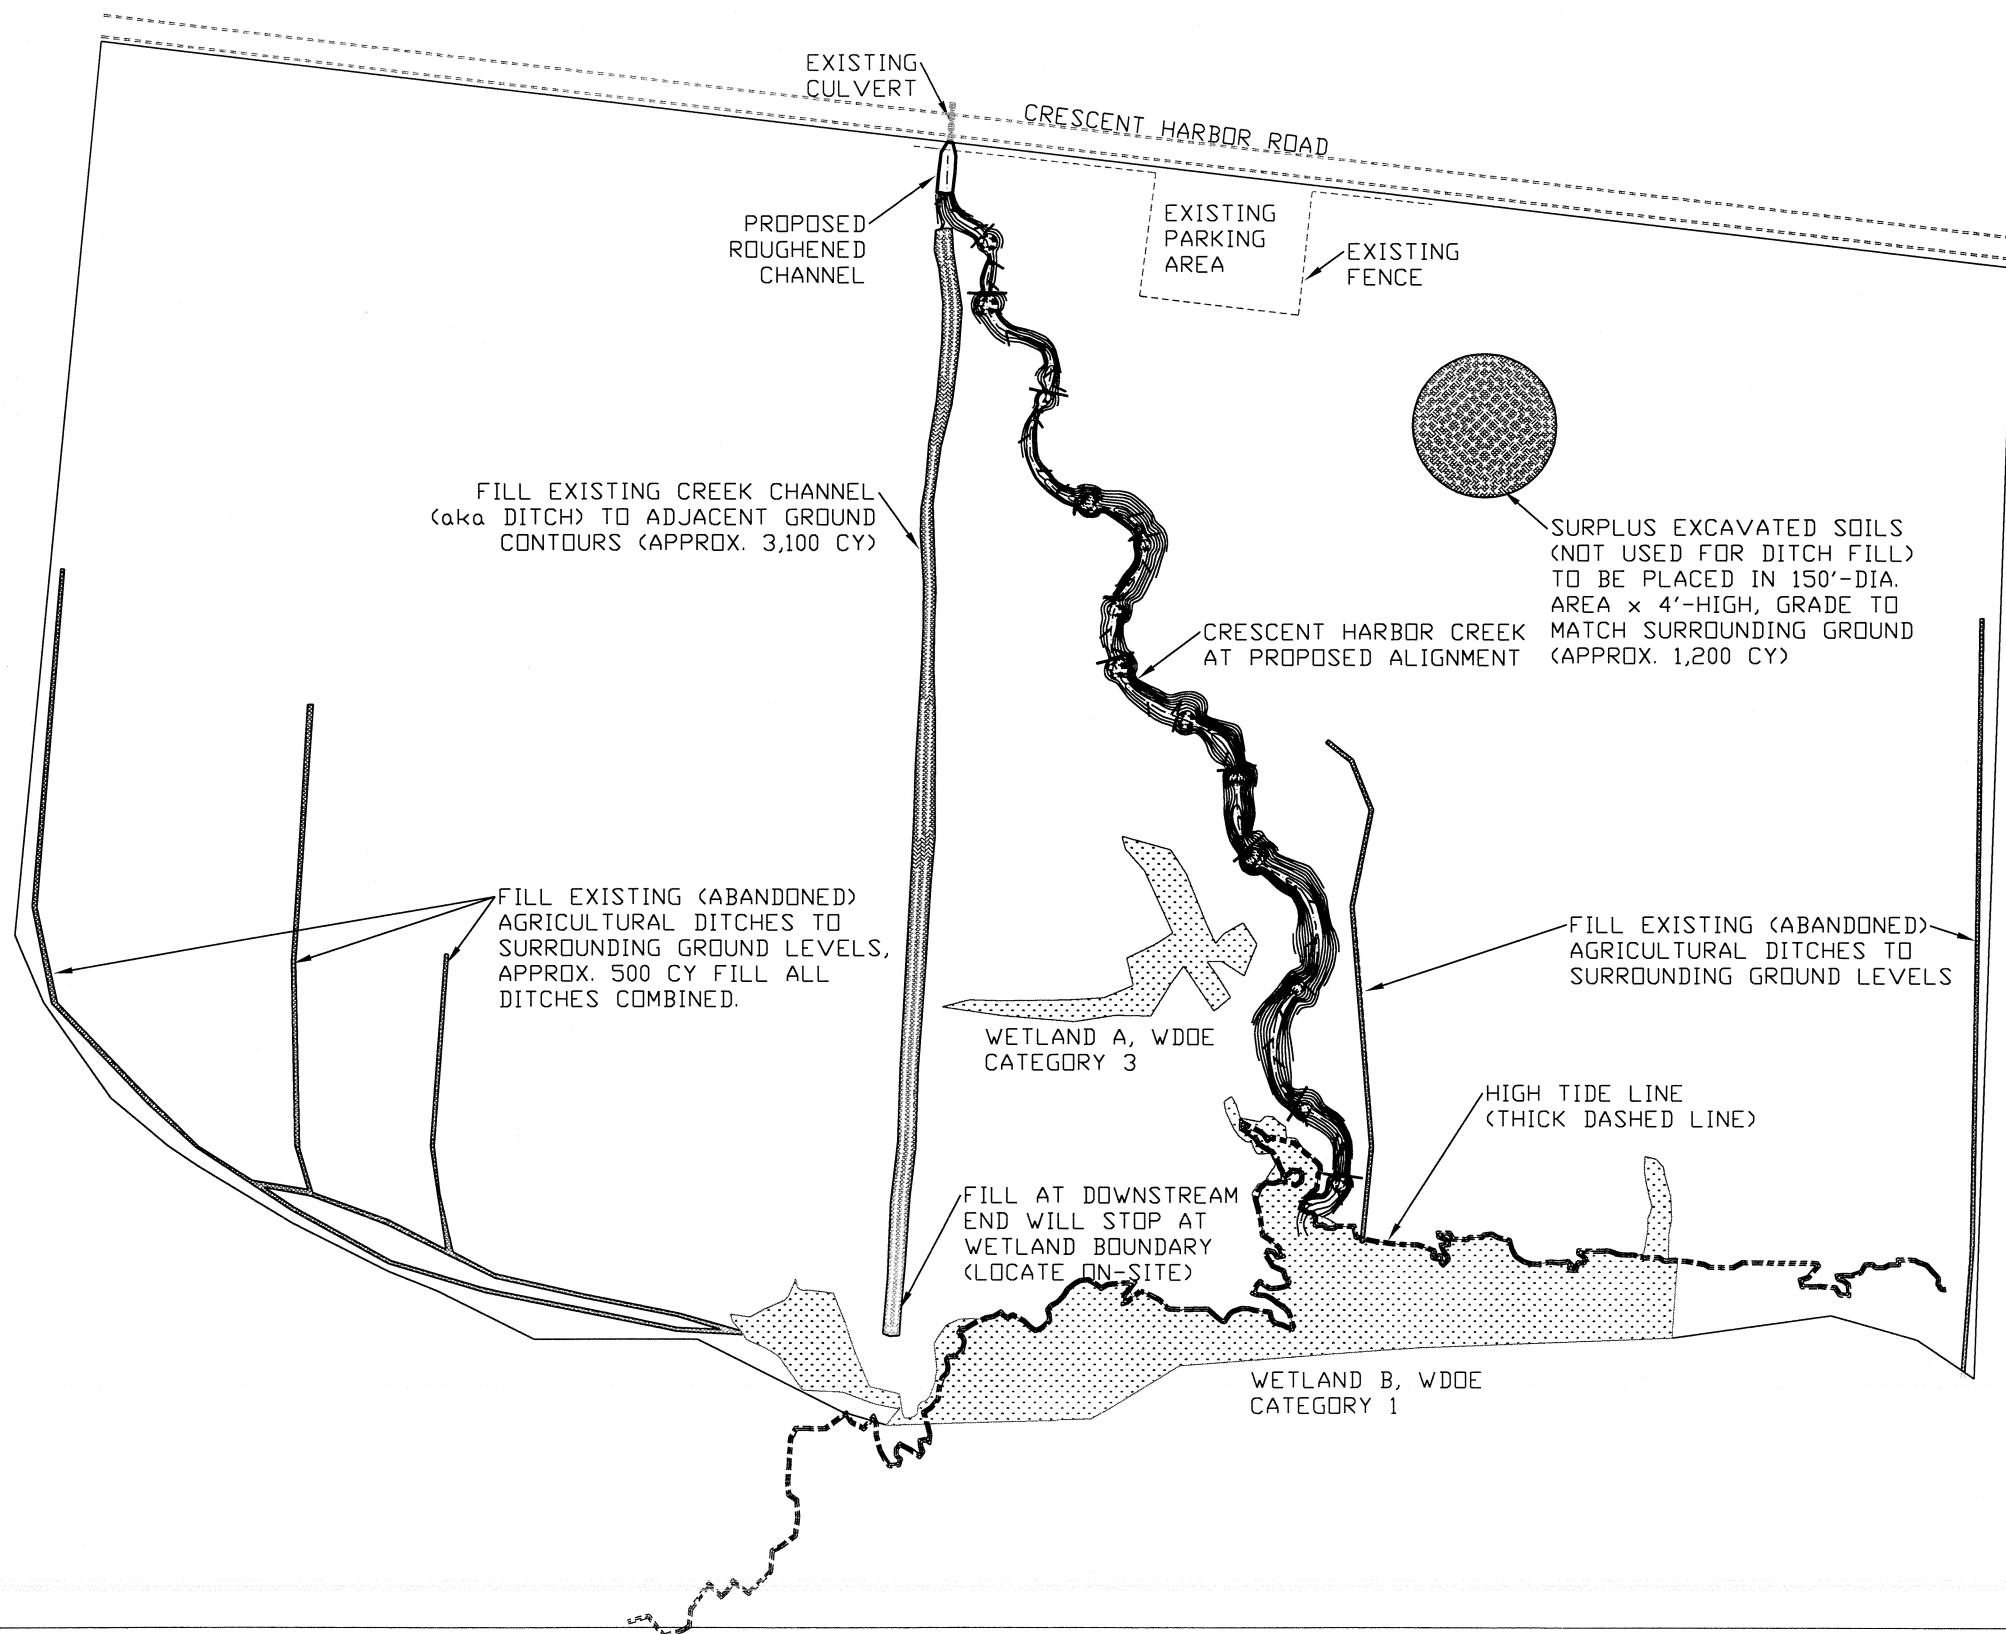 EXISTING
CULVERT
CRESCENT HARBOR ROAD
PROPOSED
ROUGHENED
CHANNEL
EXISTING
PARKING
AREA
EXISTING
FENCE
FILL EXISTING CREEK CHANNEL
(aka DITCH) TO ADJACENT GROUND
CONTOURS (APPROX. 3,100 CY)
SURPLUS EXCAVATED SOILS
(NOT USED FOR DITCH FILL)
TO BE PLACED IN 150'-DIA.
AREA x 4'-HIGH, GRADE TO
MATCH SURROUNDING GROUND
(APPROX. 1,200 CY)
CRESCENT HARBOR CREEK
AT PROPOSED ALIGNMENT
FILL EXISTING (ABANDONED)
AGRICULTURAL DITCHES TO
SURROUNDING GROUND LEVELS,
APPROX. 500 CY FILL ALL
DITCHES COMBINED.
FILL EXISTING (ABANDONED)
AGRICULTURAL DITCHES TO
SURROUNDING GROUND LEVELS
WETLAND A, WDOE
CATEGORY 3
HIGH TIDE LINE
(THICK DASHED LINE)
FILL AT DOWNSTREAM
END WILL STOP AT
WETLAND BOUNDARY
(LOCATE ON-SITE)
WETLAND B, WDOE
CATEGORY 1